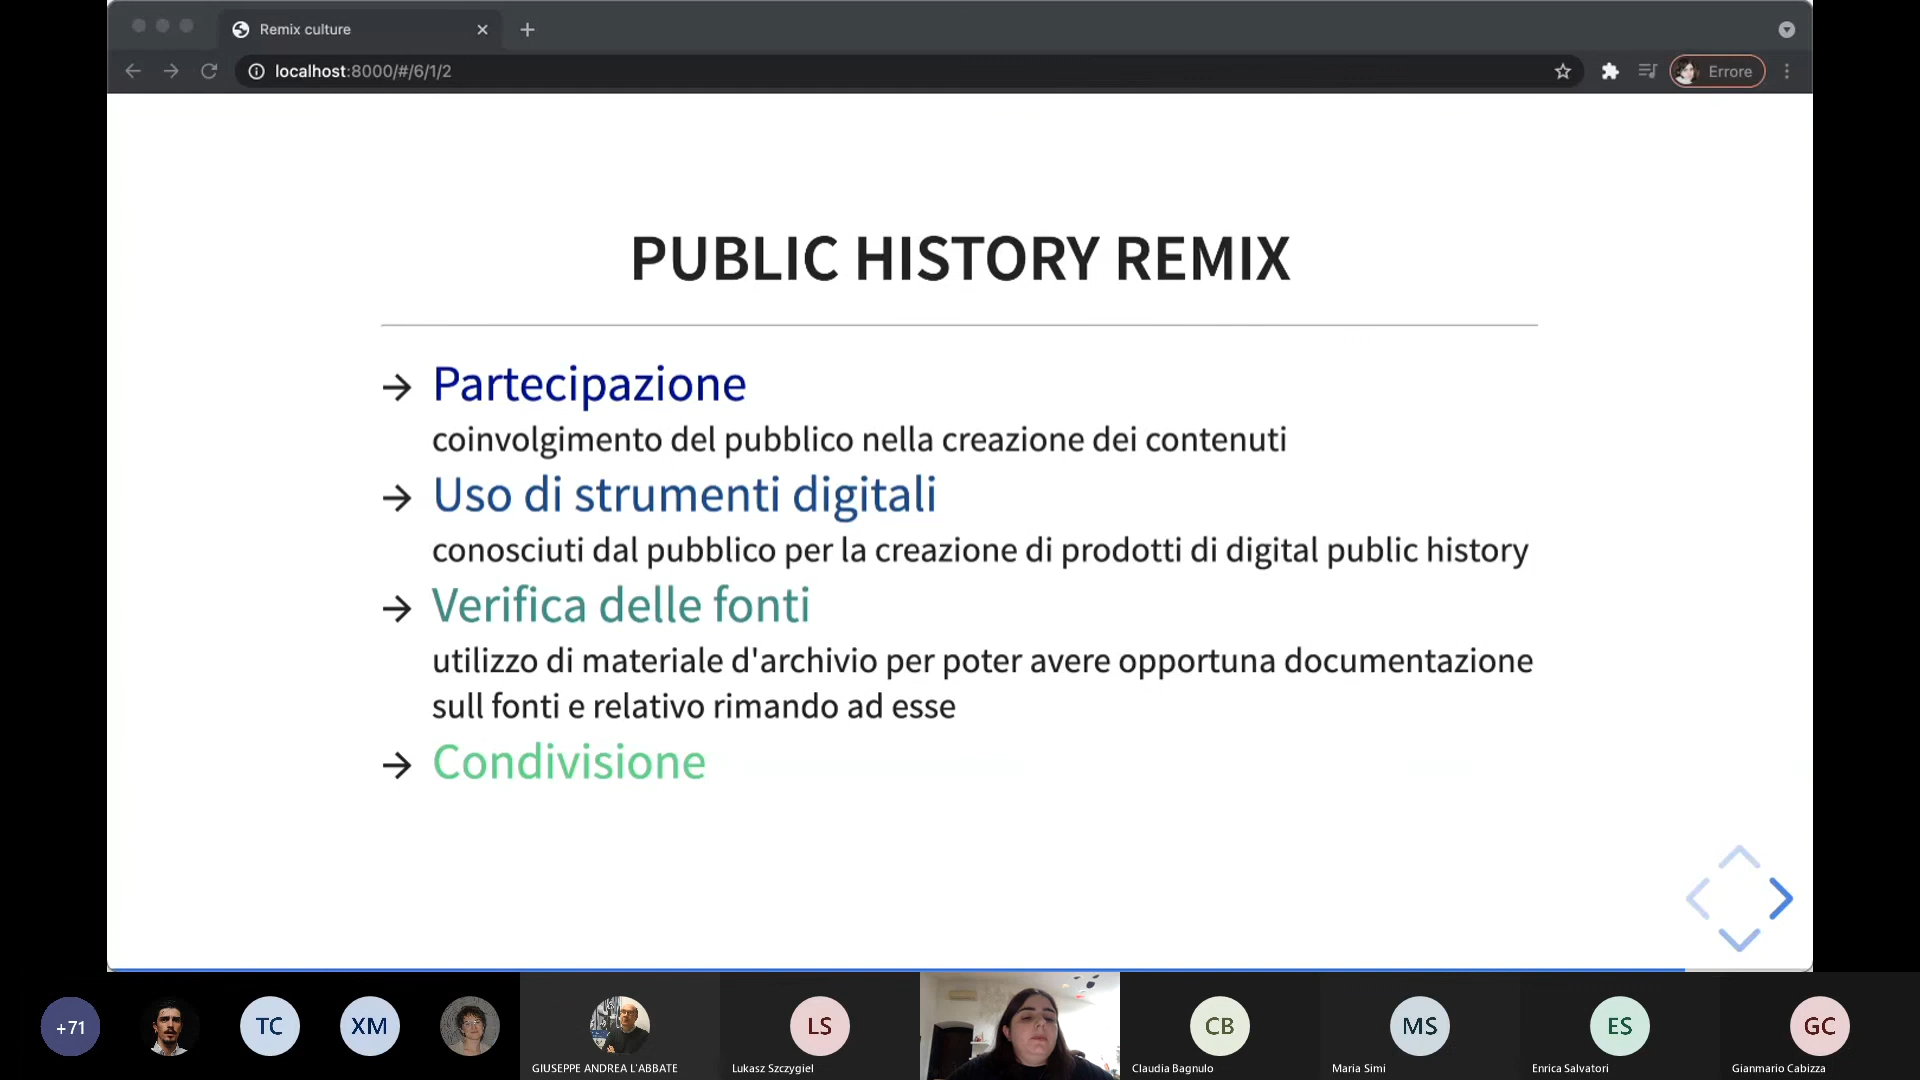 Remix culture
localhost:8000/#/6/1/2
Errore
PUBLIC HISTORY REMIX
→ Partecipazione
coinvolgimento del pubblico nella creazione dei contenuti
→ Uso di strumenti digitali
conosciuti dal pubblico per la creazione di prodotti di digital public history
→ Verifica delle fonti
utilizzo di materiale d'archivio per poter avere opportuna documentazione
sull fonti e relativo rimando ad esse
→ Condivisione
+71
TC
XM
LS
CB
MS
ES
GC
GIUSEPPE ANDREA L'ABBATE
Lukasz Szczygiel
Claudia Bagnulo
Maria Simi
Enrica Salvatori
Gianmario Cabizza